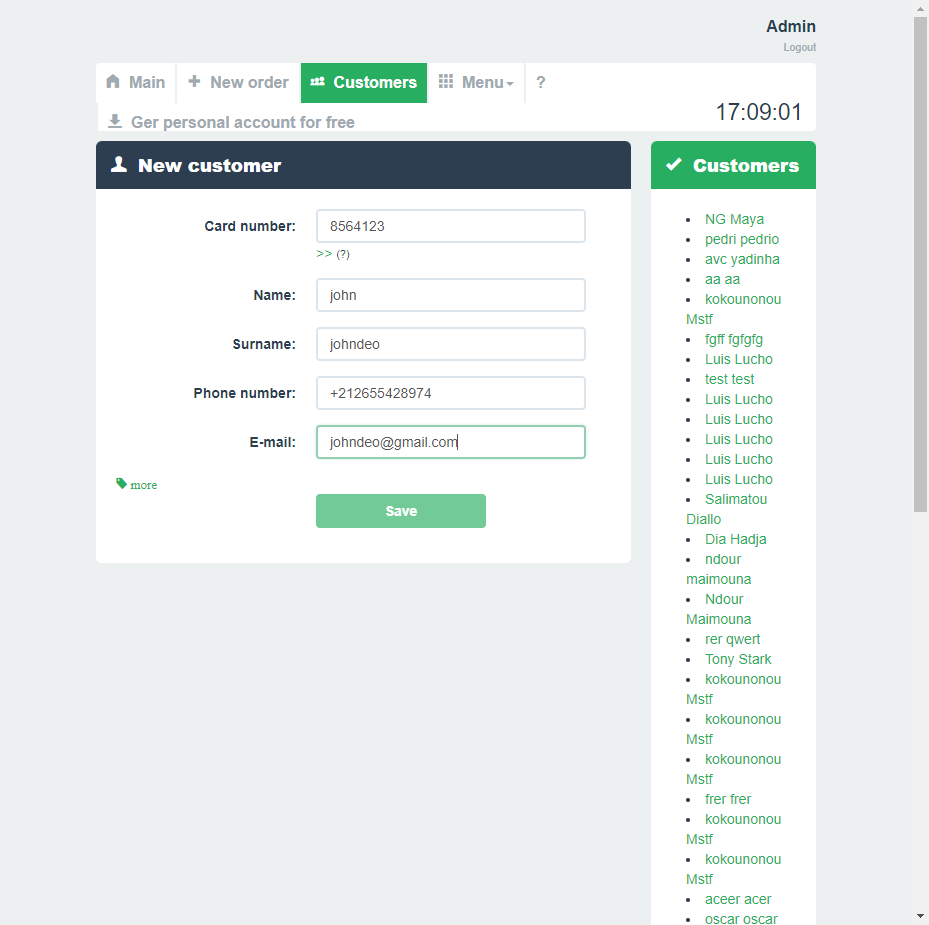 Admin
Logout
Main
New order
Customers
Menu
?
Ger personal account for free
17:09:01
New customer
Card number:
8564123
>> (?)
Name:
john
Surname:
johndeo
Phone number:
+212655428974
E-mail:
johndeo@gmail.com
more
Save
Customers
NG Maya
pedri pedrio
avc yadinha
aa aa
kokounonou
Mstf
fgff fgfgfg
Luis Lucho
test test
Luis Lucho
Luis Lucho
Luis Lucho
Luis Lucho
Luis Lucho
Salimatou
Diallo
Dia Hadja
ndour
maimouna
Ndour
Maimouna
rer qwert
Tony Stark
kokounonou
Mstf
kokounonou
Mstf
kokounonou
Mstf
frer frer
kokounonou
Mstf
kokounonou
Mstf
aceer acer
oscar oscar